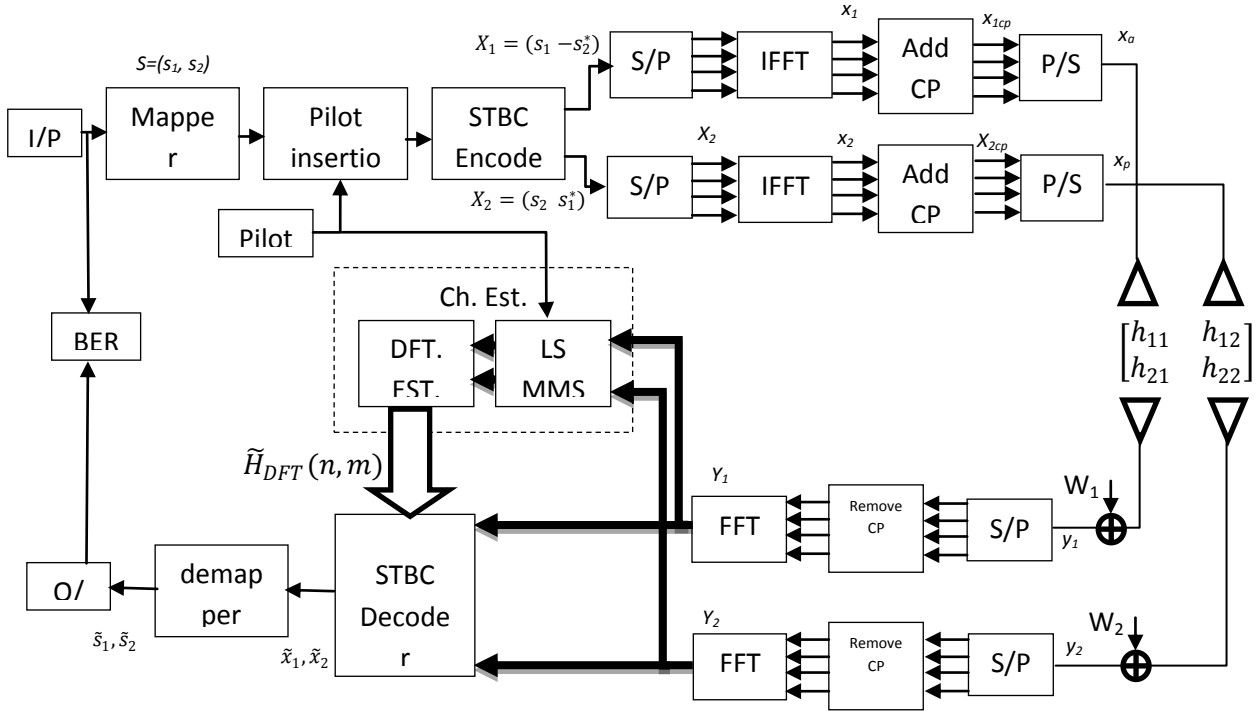 S=(s₁, s₂)
X₁ = (s₁ −s₂*)
x₁
x₁cp
xₐ
I/P
Mappe
r
Pilot
insertio
STBC
Encode
S/P
IFFT
Add
CP
P/S
X₂
x₂
X₂cp
xₚ
X₂ = (s₂ s₁*)
S/P
IFFT
Add
CP
P/S
Pilot
Ch. Est.
BER
DFT.
EST.
LS
MMS
[h₁₁ h₁₂
h₂₁ h₂₂]
H̃_DFT(n, m)
Y₁
W₁
FFT
Remove
CP
S/P
y₁
STBC
Decode
r
demap
per
O/
s̃₁, s̃₂
x̃₁, x̃₂
Y₂
W₂
FFT
Remove
CP
S/P
y₂